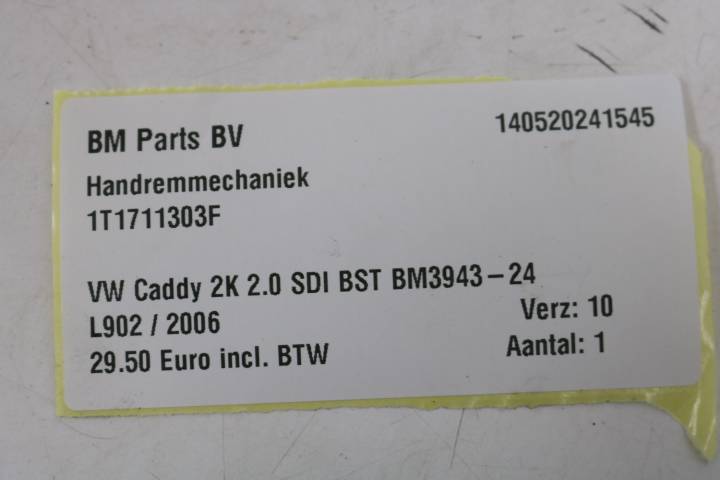 BM Parts BV 140520241545
Handremmechaniek
1T1711303F
VW Caddy 2K 2.0 SDI BST BM3943-24
L902 / 2006 Verz: 10
29.50 Euro incl. BTW Aantal: 1